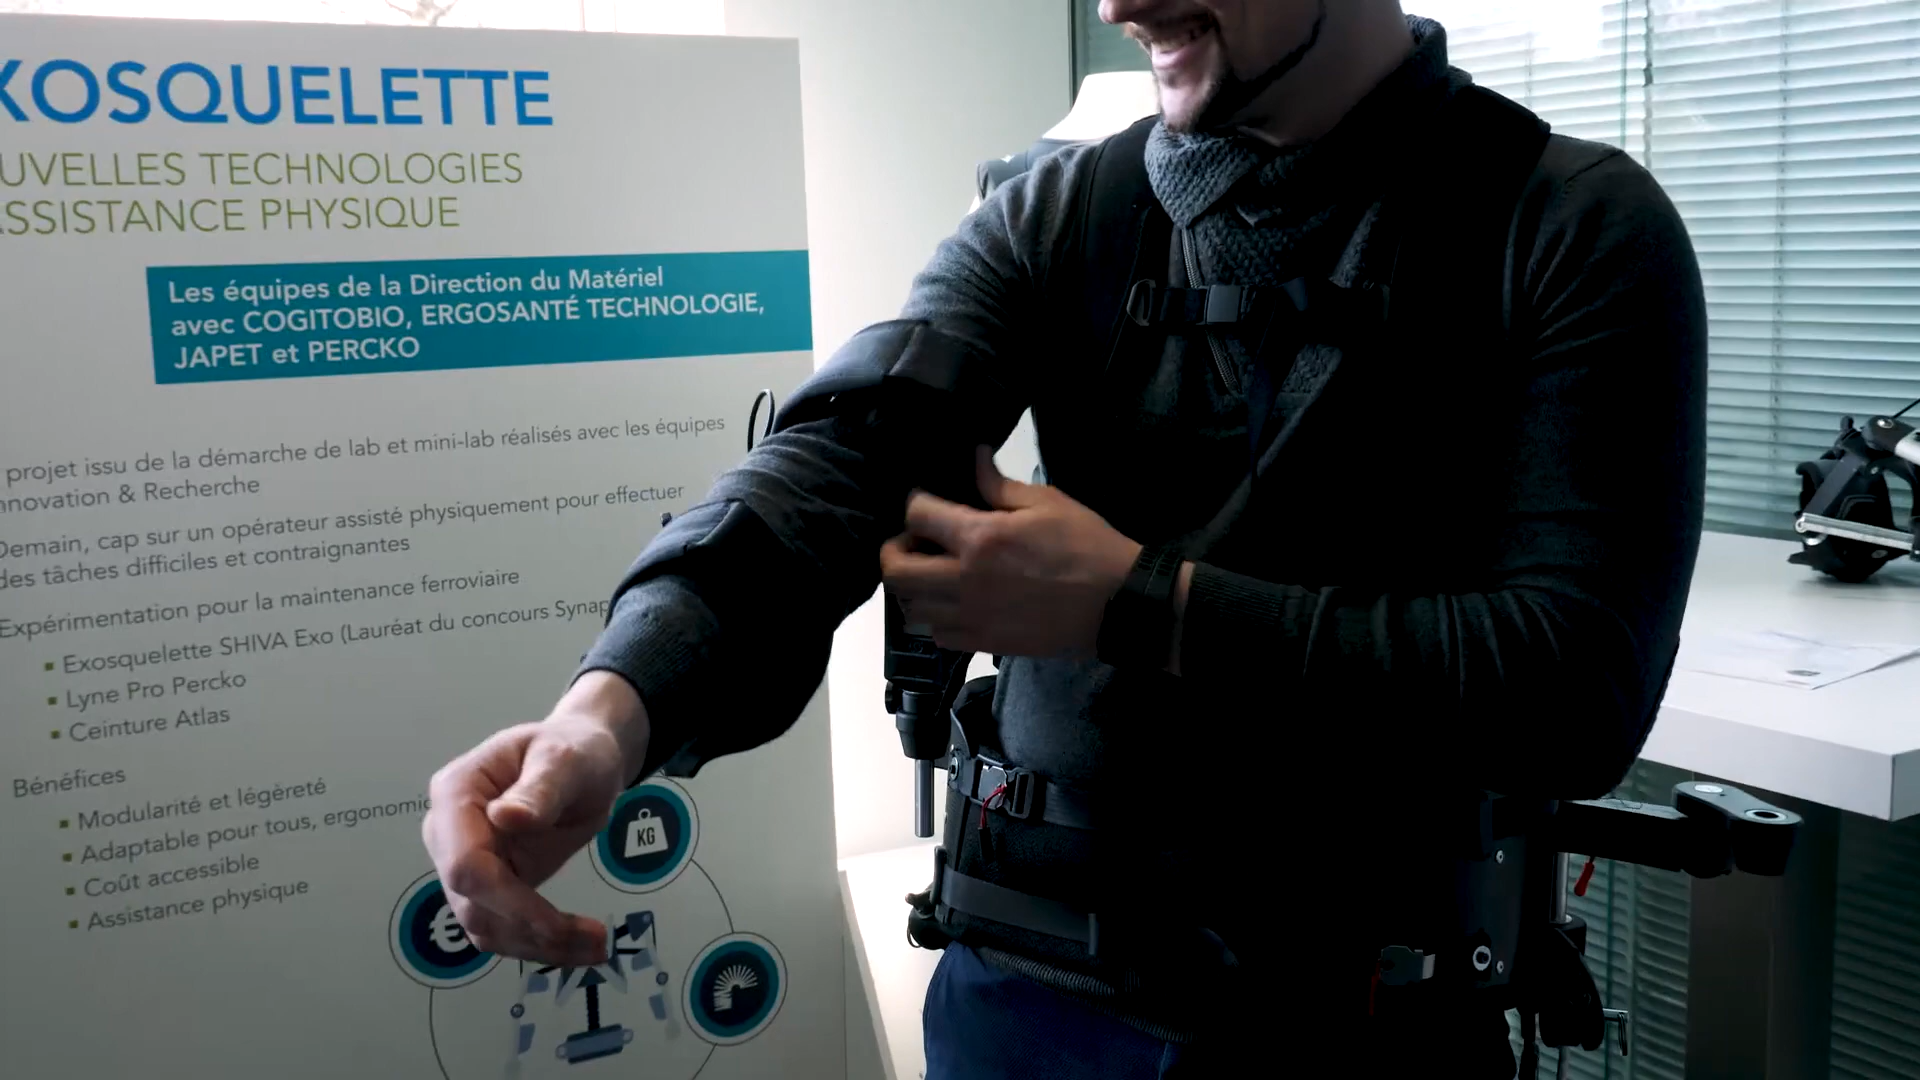 XOSQUELETTE
UVELLES TECHNOLOGIES
ASSISTANCE PHYSIQUE
Les équipes de la Direction du Matériel
avec COGITOBIO, ERGOSANTÉ TECHNOLOGIE,
JAPET et PERCKO
projet issu de la démarche de lab et mini-lab réalisés avec les équipes
nnovation & Recherche
Demain, cap sur un opérateur assisté physiquement pour effectuer
des tâches difficiles et contraignantes
Expérimentation pour la maintenance ferroviaire
▪ Exosquelette SHIVA Exo (Lauréat du concours Synap
▪ Lyne Pro Percko
▪ Ceinture Atlas
Bénéfices
▪ Modularité et légèreté
▪ Adaptable pour tous, ergonomic
▪ Coût accessible
▪ Assistance physique
KG
€